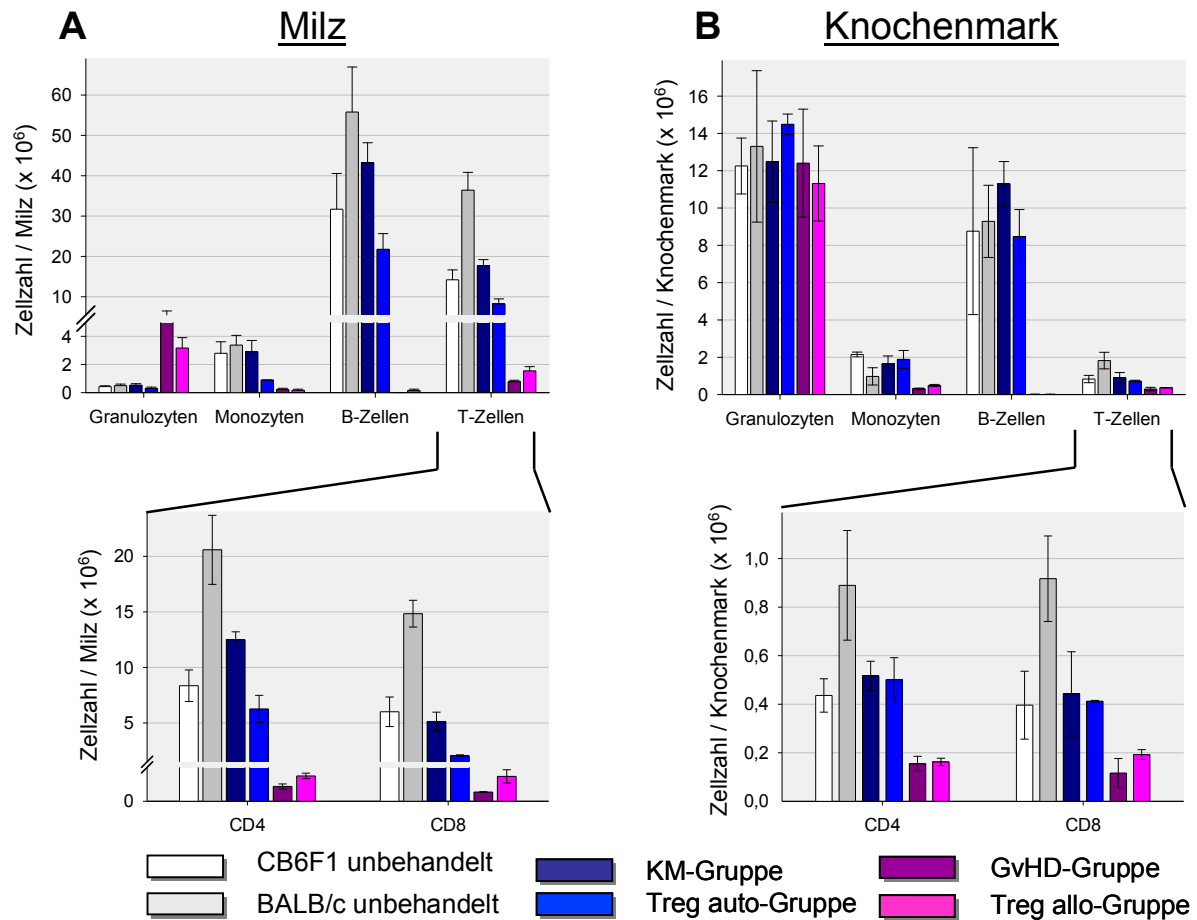 A
Milz
Zellzahl / Milz (x 10⁶)
60
50
40
30
20
10
4
2
0
Granulozyten
Monozyten
B-Zellen
T-Zellen
Zellzahl / Milz (x 10⁶)
20
15
10
5
0
CD4
CD8
B
Knochenmark
Zellzahl / Knochenmark (x 10⁶)
16
14
12
10
8
6
4
2
0
Granulozyten
Monozyten
B-Zellen
T-Zellen
Zellzahl / Knochenmark (x 10⁶)
1,0
0,8
0,6
0,4
0,2
0,0
CD4
CD8
CB6F1 unbehandelt
KM-Gruppe
GvHD-Gruppe
BALB/c unbehandelt
Treg auto-Gruppe
Treg allo-Gruppe